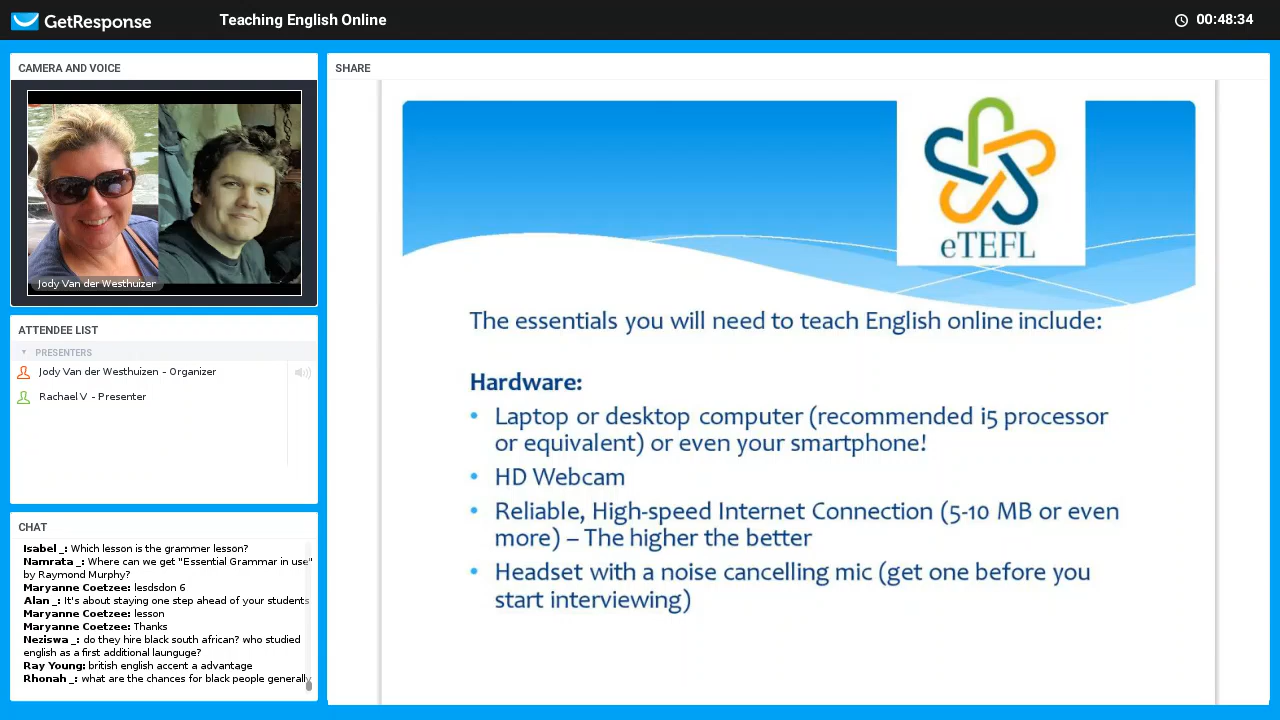 GetResponse
Teaching English Online
00:48:34
CAMERA AND VOICE
Jody Van der Westhuizer
ATTENDEE LIST
PRESENTERS
Jody Van der Westhuizen - Organizer
Rachael V - Presenter
CHAT
Isabel _: Which lesson is the grammer lesson?
Namrata _: Where can we get "Essential Grammar in use"
by Raymond Murphy?
Maryanne Coetzee: lesdsdon 6
Alan _: It's about staying one step ahead of your students
Maryanne Coetzee: lesson
Maryanne Coetzee: Thanks
Neziswa _: do they hire black south african? who studied
english as a first additional launguge?
Ray Young: british english accent a advantage
Rhonah _: what are the chances for black people generally
SHARE
eTEFL
The essentials you will need to teach English online include:
Hardware:
• Laptop or desktop computer (recommended i5 processor
or equivalent) or even your smartphone!
• HD Webcam
• Reliable, High-speed Internet Connection (5-10 MB or even
more) – The higher the better
• Headset with a noise cancelling mic (get one before you
start interviewing)